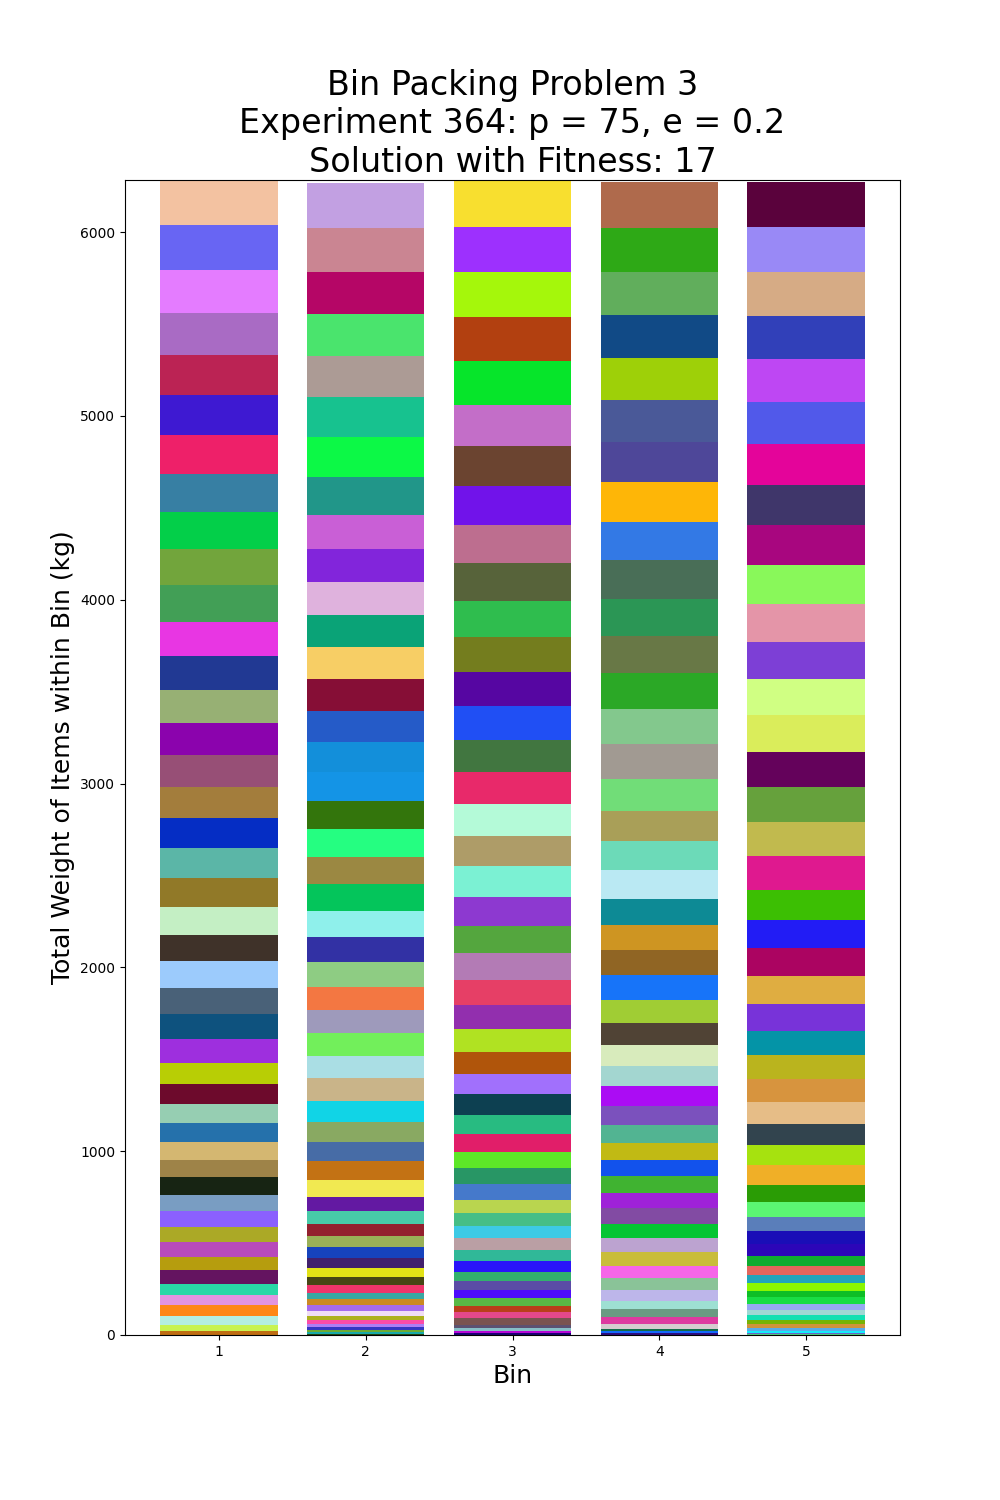 Bin Packing Problem 3
Experiment 364: p = 75, e = 0.2
Solution with Fitness: 17
Total Weight of Items within Bin (kg)
6000
5000
4000
3000
2000
1000
0
1 2 3 4 5
Bin